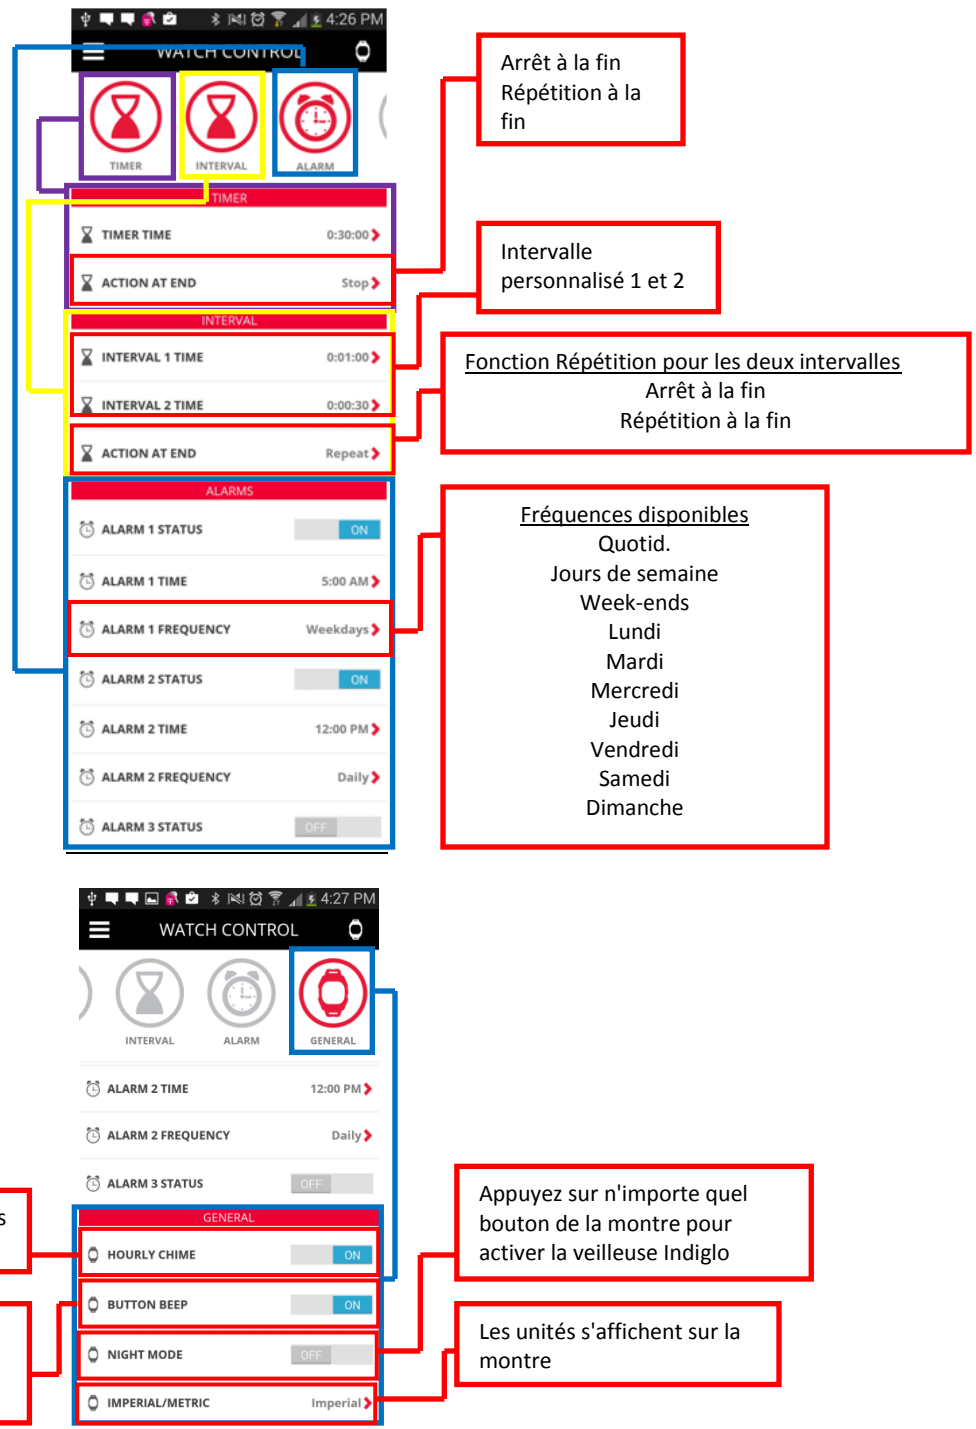 4:26 PM
WATCH CONTROL
TIMER
INTERVAL
ALARM
TIMER
TIMER TIME
0:30:00
ACTION AT END
Stop
INTERVAL
INTERVAL 1 TIME
0:01:00
INTERVAL 2 TIME
0:00:30
ACTION AT END
Repeat
ALARMS
ALARM 1 STATUS
ON
ALARM 1 TIME
5:00 AM
ALARM 1 FREQUENCY
Weekdays
ALARM 2 STATUS
ON
ALARM 2 TIME
12:00 PM
ALARM 2 FREQUENCY
Daily
ALARM 3 STATUS
OFF
Arrêt à la fin
Répétition à la
fin
Intervalle
personnalisé 1 et 2
Fonction Répétition pour les deux intervalles
Arrêt à la fin
Répétition à la fin
Fréquences disponibles
Quotid.
Jours de semaine
Week-ends
Lundi
Mardi
Mercredi
Jeudi
Vendredi
Samedi
Dimanche
4:27 PM
WATCH CONTROL
INTERVAL
ALARM
GENERAL
ALARM 2 TIME
12:00 PM
ALARM 2 FREQUENCY
Daily
ALARM 3 STATUS
OFF
GENERAL
HOURLY CHIME
ON
BUTTON BEEP
ON
NIGHT MODE
OFF
IMPERIAL/METRIC
Imperial
s
Appuyez sur n'importe quel
bouton de la montre pour
activer la veilleuse Indiglo
Les unités s'affichent sur la
montre